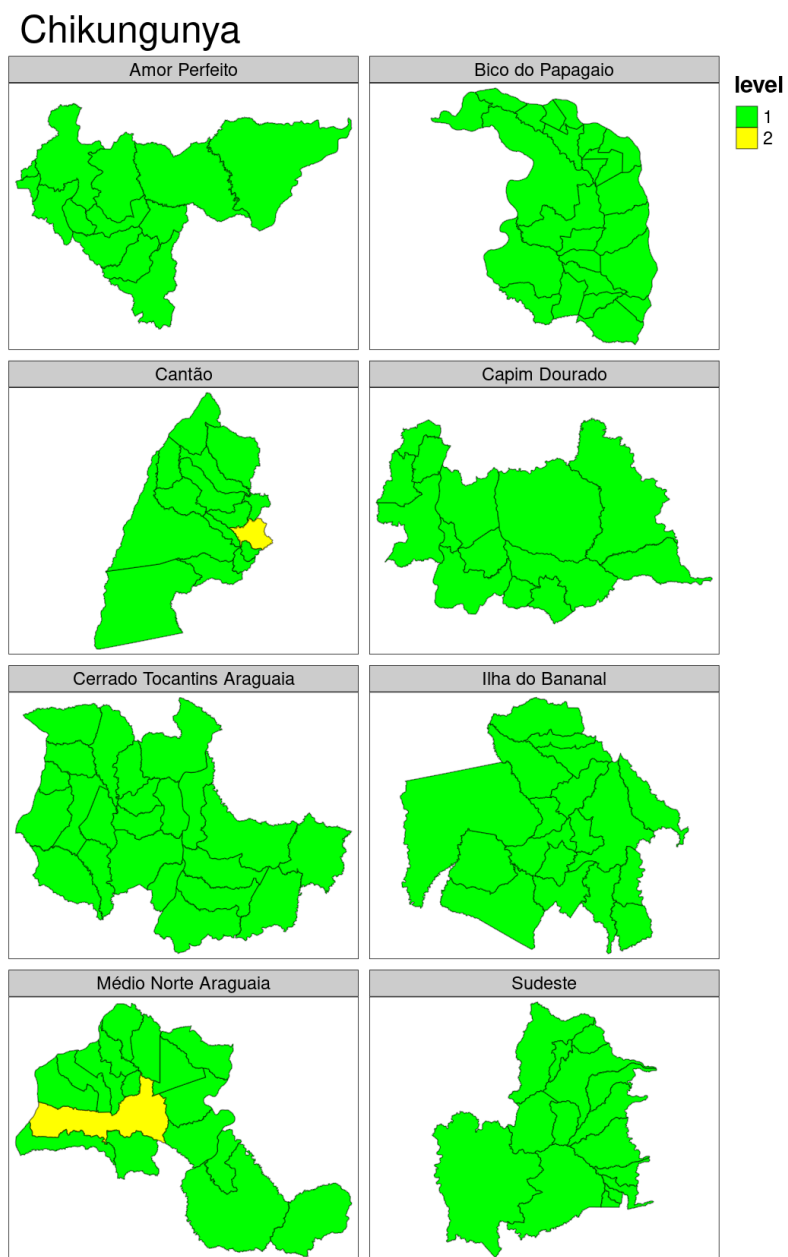 Chikungunya
Amor Perfeito
Bico do Papagaio
level
1
2
Cantão
Capim Dourado
Cerrado Tocantins Araguaia
Ilha do Bananal
Médio Norte Araguaia
Sudeste